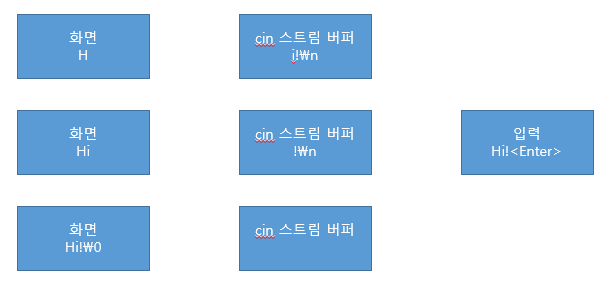 화면
H
cin 스트림 버퍼
i!₩n
화면
Hi
cin 스트림 버퍼
!₩n
입력
Hi!<Enter>
화면
Hi!₩0
cin 스트림 버퍼